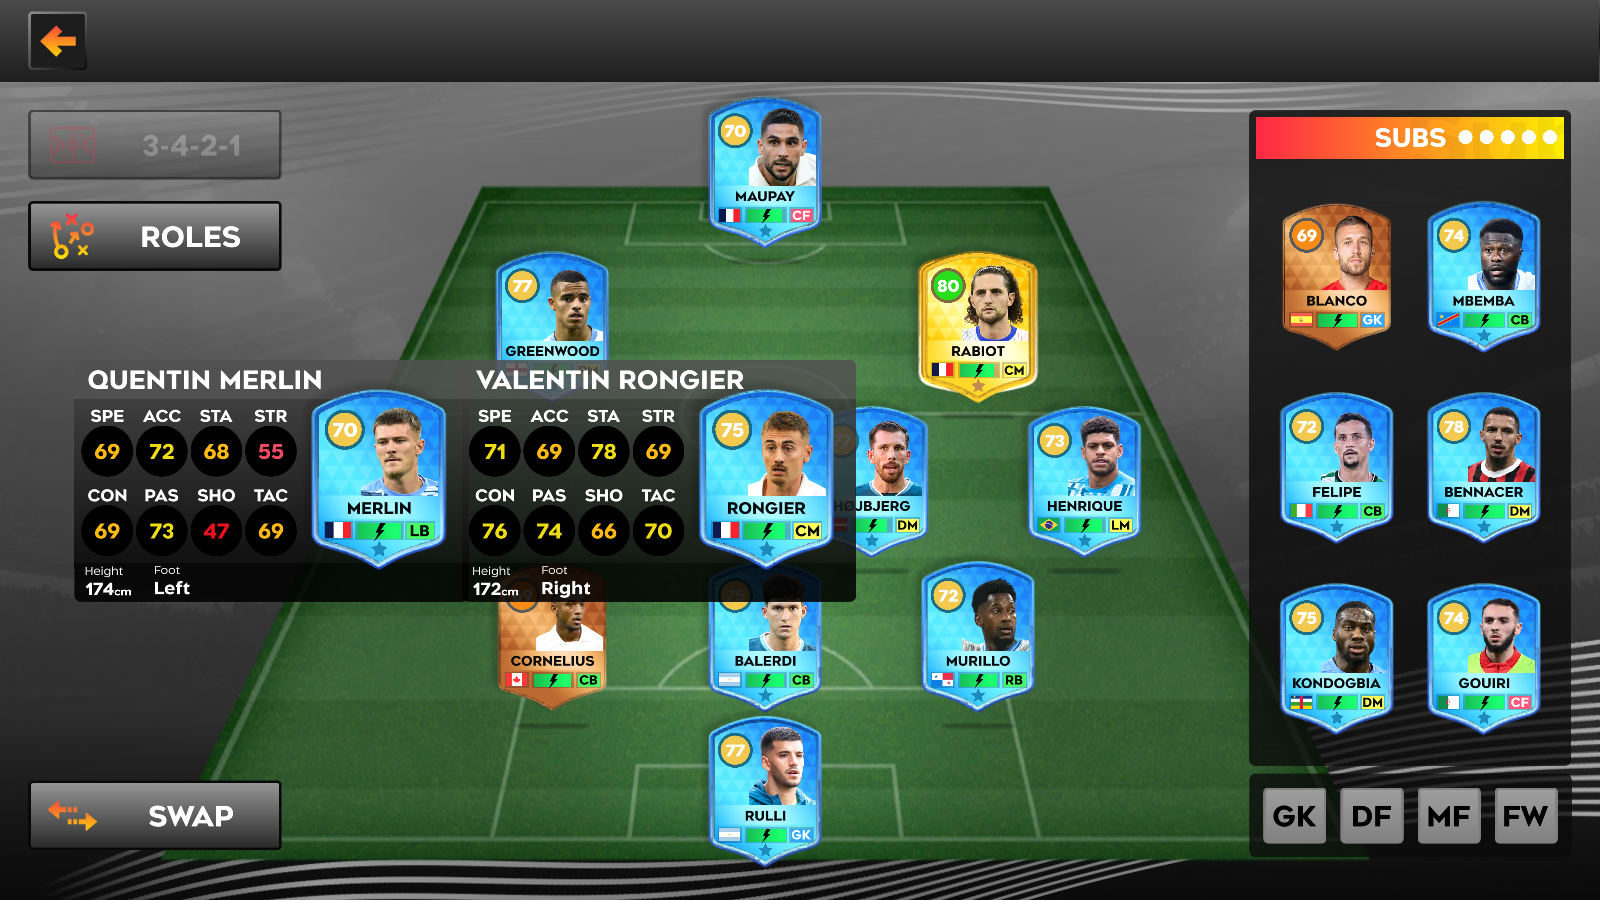 3-4-2-1
ROLES
70
MAUPAY
CF
77
GREENWOOD
80
RABIOT
CM
QUENTIN MERLIN
SPE ACC STA STR
69 72 68 55
CON PAS SHO TAC
69 73 47 69
Height Foot
174cm Left
70
MERLIN
LB
VALENTIN RONGIER
SPE ACC STA STR
71 69 78 69
CON PAS SHO TAC
76 74 66 70
Height Foot
172cm Right
75
RONGIER
CM
HØJBJERG
DM
73
HENRIQUE
LM
CORNELIUS
CB
75
BALERDI
CB
72
MURILLO
RB
77
RULLI
GK
SWAP
SUBS
69
BLANCO
GK
74
MBEMBA
CB
72
FELIPE
CB
78
BENNACER
DM
75
KONDOGBIA
DM
74
GOUIRI
CF
GK DF MF FW